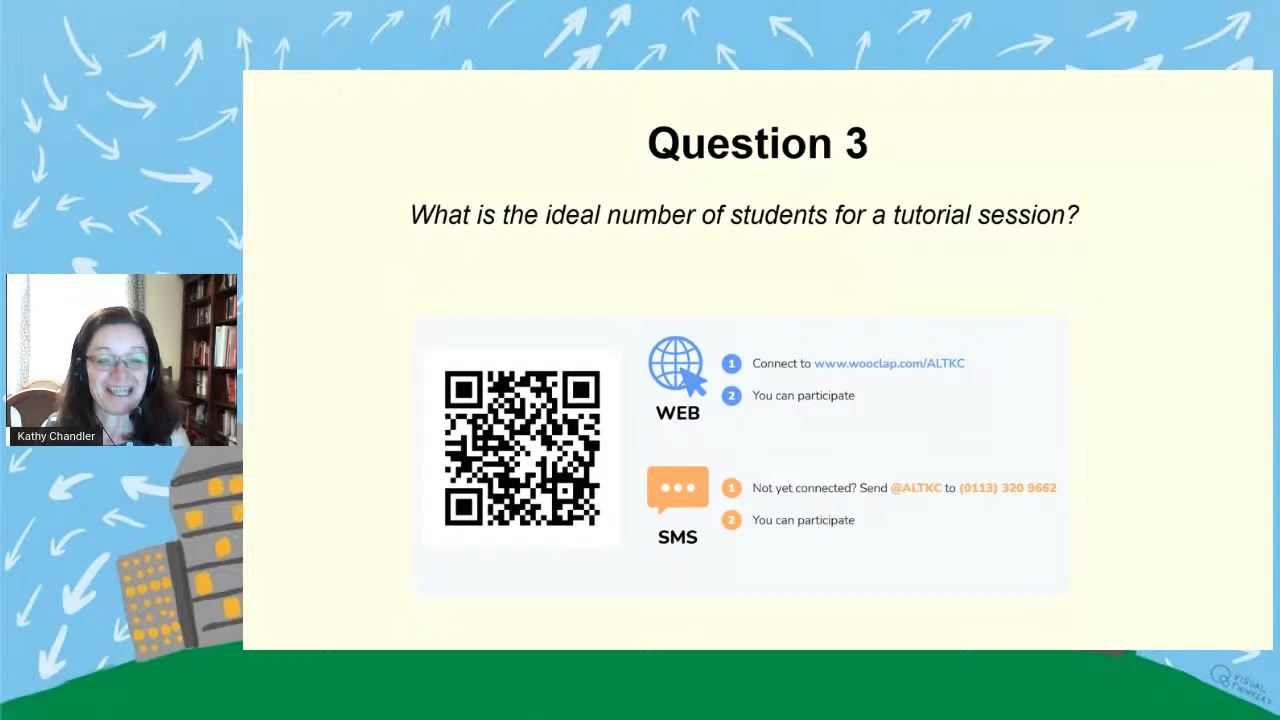 Question 3
What is the ideal number of students for a tutorial session?
1 Connect to www.wooclap.com/ALTKC
2 You can participate
WEB
1 Not yet connected? Send @ALTKC to (0113) 320 9662
2 You can participate
SMS
Kathy Chandler
VISUAL
THINKERY